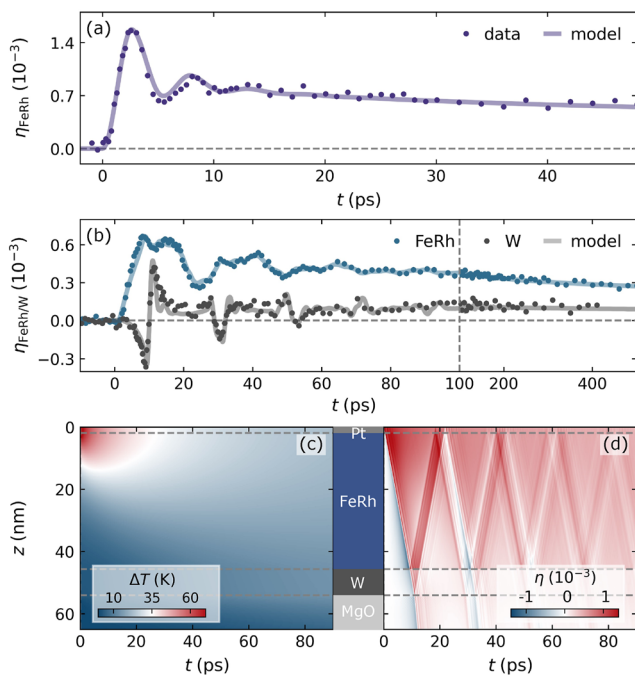 (a)
data model
η_FeRh (10⁻³)
1.4
0.7
0.0
0 10 20 30 40
t (ps)
(b)
FeRh W model
η_FeRh/W (10⁻³)
0.6
0.3
0.0
−0.3
0 20 40 60 80 100 200 400
t (ps)
(c)
Pt
(d)
z (nm)
0
20
40
60
FeRh
W
MgO
ΔT (K)
10 35 60
η (10⁻³)
-1 0 1
0 20 40 60 80
t (ps)
0 20 40 60 80
t (ps)